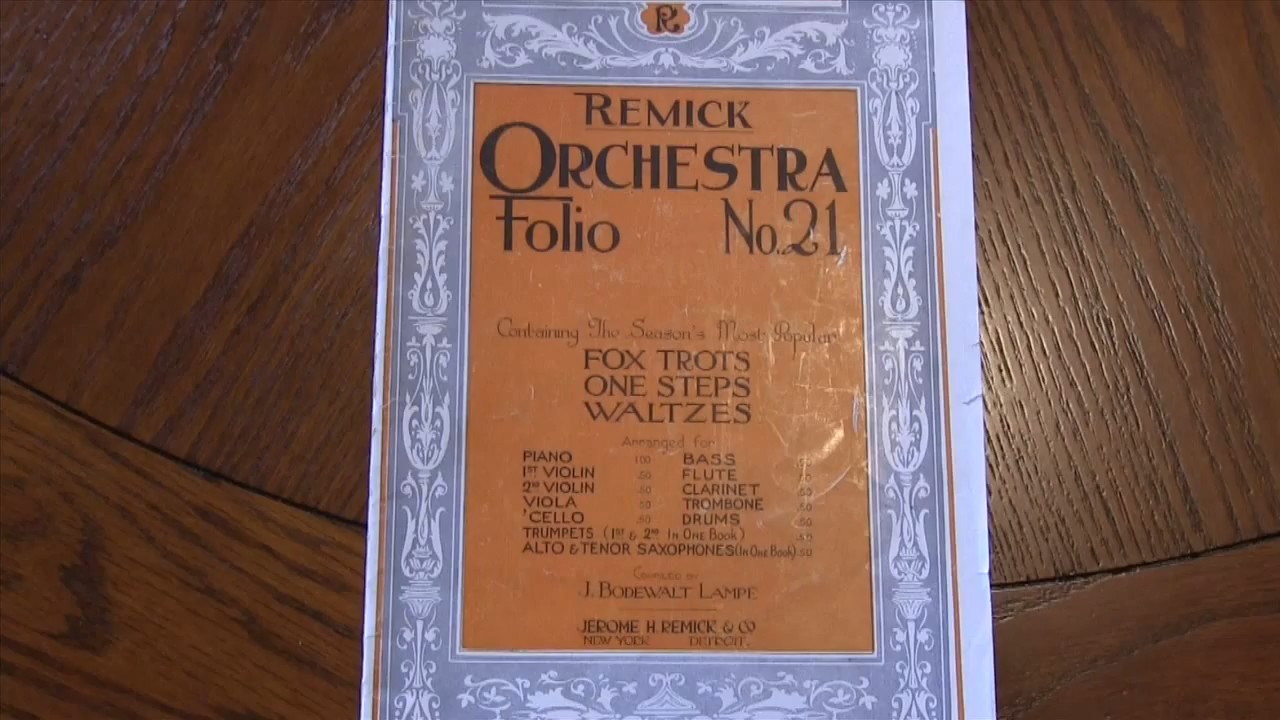 R
REMICK
ORCHESTRA
Folio No. 21
Containing The Season's Most Popular
FOX TROTS
ONE STEPS
WALTZES
Arranged for
PIANO 1.00 BASS .50
1ST VIOLIN .50 FLUTE .50
2ND VIOLIN .50 CLARINET .50
VIOLA .50 TROMBONE .50
'CELLO .50 DRUMS .50
TRUMPETS (1ST & 2ND IN ONE BOOK) .50
ALTO & TENOR SAXOPHONES (IN ONE BOOK) .50
COMPILED BY
J. BODEWALT LAMPE
JEROME H. REMICK & CO
NEW YORK DETROIT.